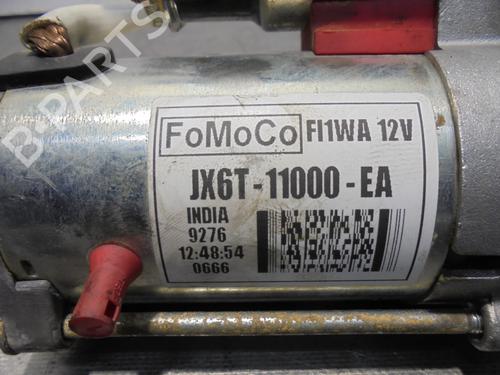 B-PARTS
FoMoCo FI1WA 12V
JX6T-11000-EA
INDIA
9276
12:48:54
0666